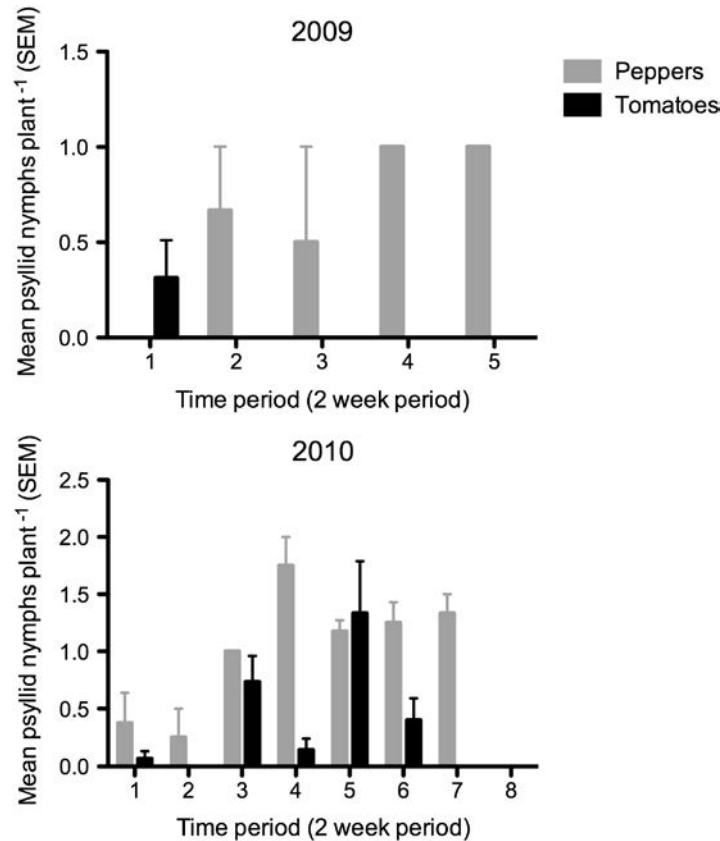 2009
Mean psyllid nymphs plant ⁻¹ (SEM)
1.5
1.0
0.5
0.0
1 2 3 4 5
Time period (2 week period)
Peppers
Tomatoes
2010
Mean psyllid nymphs plant ⁻¹ (SEM)
2.5
2.0
1.5
1.0
0.5
0.0
1 2 3 4 5 6 7 8
Time period (2 week period)